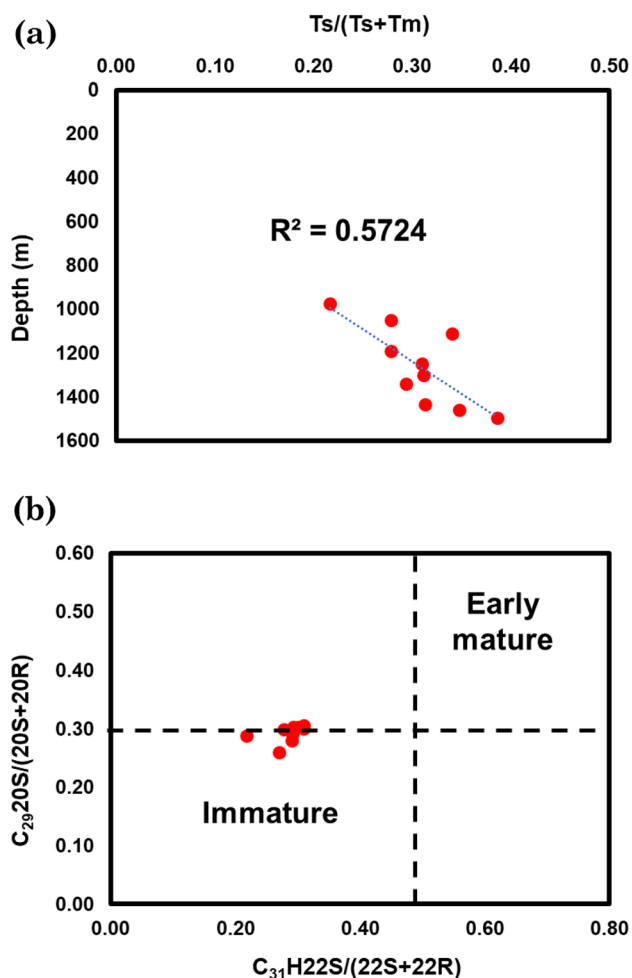 (a)
Ts/(Ts+Tm)
0.00 0.10 0.20 0.30 0.40 0.50
0
200
400
600
800
1000
1200
1400
1600
Depth (m)
R² = 0.5724
(b)
0.60
0.50
0.40
0.30
0.20
0.10
0.00
C₂₉20S/(20S+20R)
Early
mature
Immature
0.00 0.20 0.40 0.60 0.80
C₃₁H22S/(22S+22R)